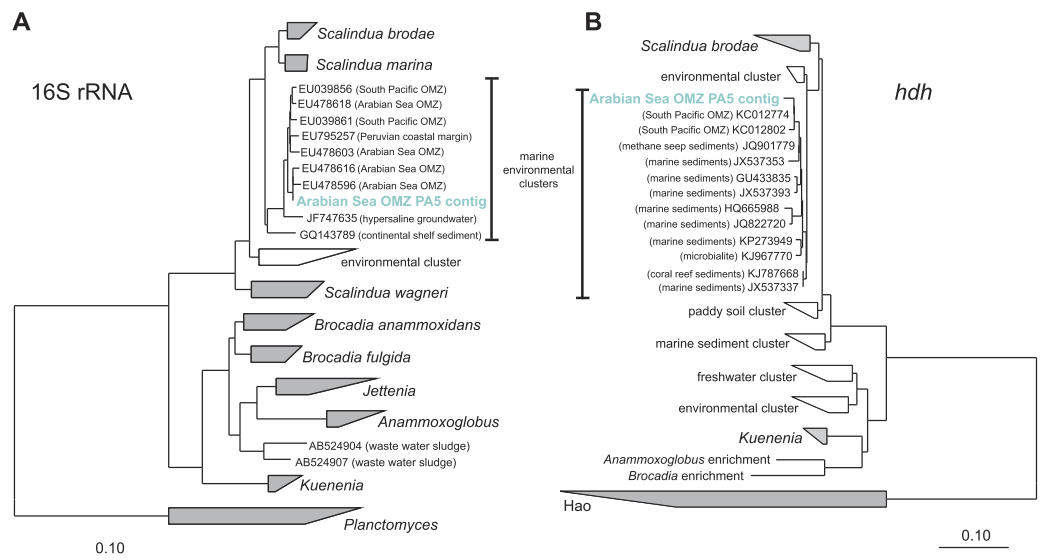 A
16S rRNA
Scalindua brodae
Scalindua marina
EU039856 (South Pacific OMZ)
EU478618 (Arabian Sea OMZ)
EU039861 (South Pacific OMZ)
EU795257 (Peruvian coastal margin)
EU478603 (Arabian Sea OMZ)
EU478616 (Arabian Sea OMZ)
EU478596 (Arabian Sea OMZ)
Arabian Sea OMZ PA5 contig
JF747635 (hypersaline groundwater)
GQ143789 (continental shelf sediment)
environmental cluster
Scalindua wagneri
Brocadia anammoxidans
Brocadia fulgida
Jettenia
Anammoxoglobus
AB524904 (waste water sludge)
AB524907 (waste water sludge)
Kuenenia
Planctomyces
0.10
marine
environmental
clusters
B
hdh
Scalindua brodae
environmental cluster
Arabian Sea OMZ PA5 contig
(South Pacific OMZ) KC012774
(South Pacific OMZ) KC012802
(methane seep sediments) JQ901779
(marine sediments) JX537353
(marine sediments) GU433835
(marine sediments) JX537393
(marine sediments) HQ665988
(marine sediments) JQ822720
(marine sediments) KP273949
(microbialite) KJ967770
(coral reef sediments) KJ787668
(marine sediments) JX537337
paddy soil cluster
marine sediment cluster
freshwater cluster
environmental cluster
Kuenenia
Anammoxoglobus enrichment
Brocadia enrichment
Hao
0.10